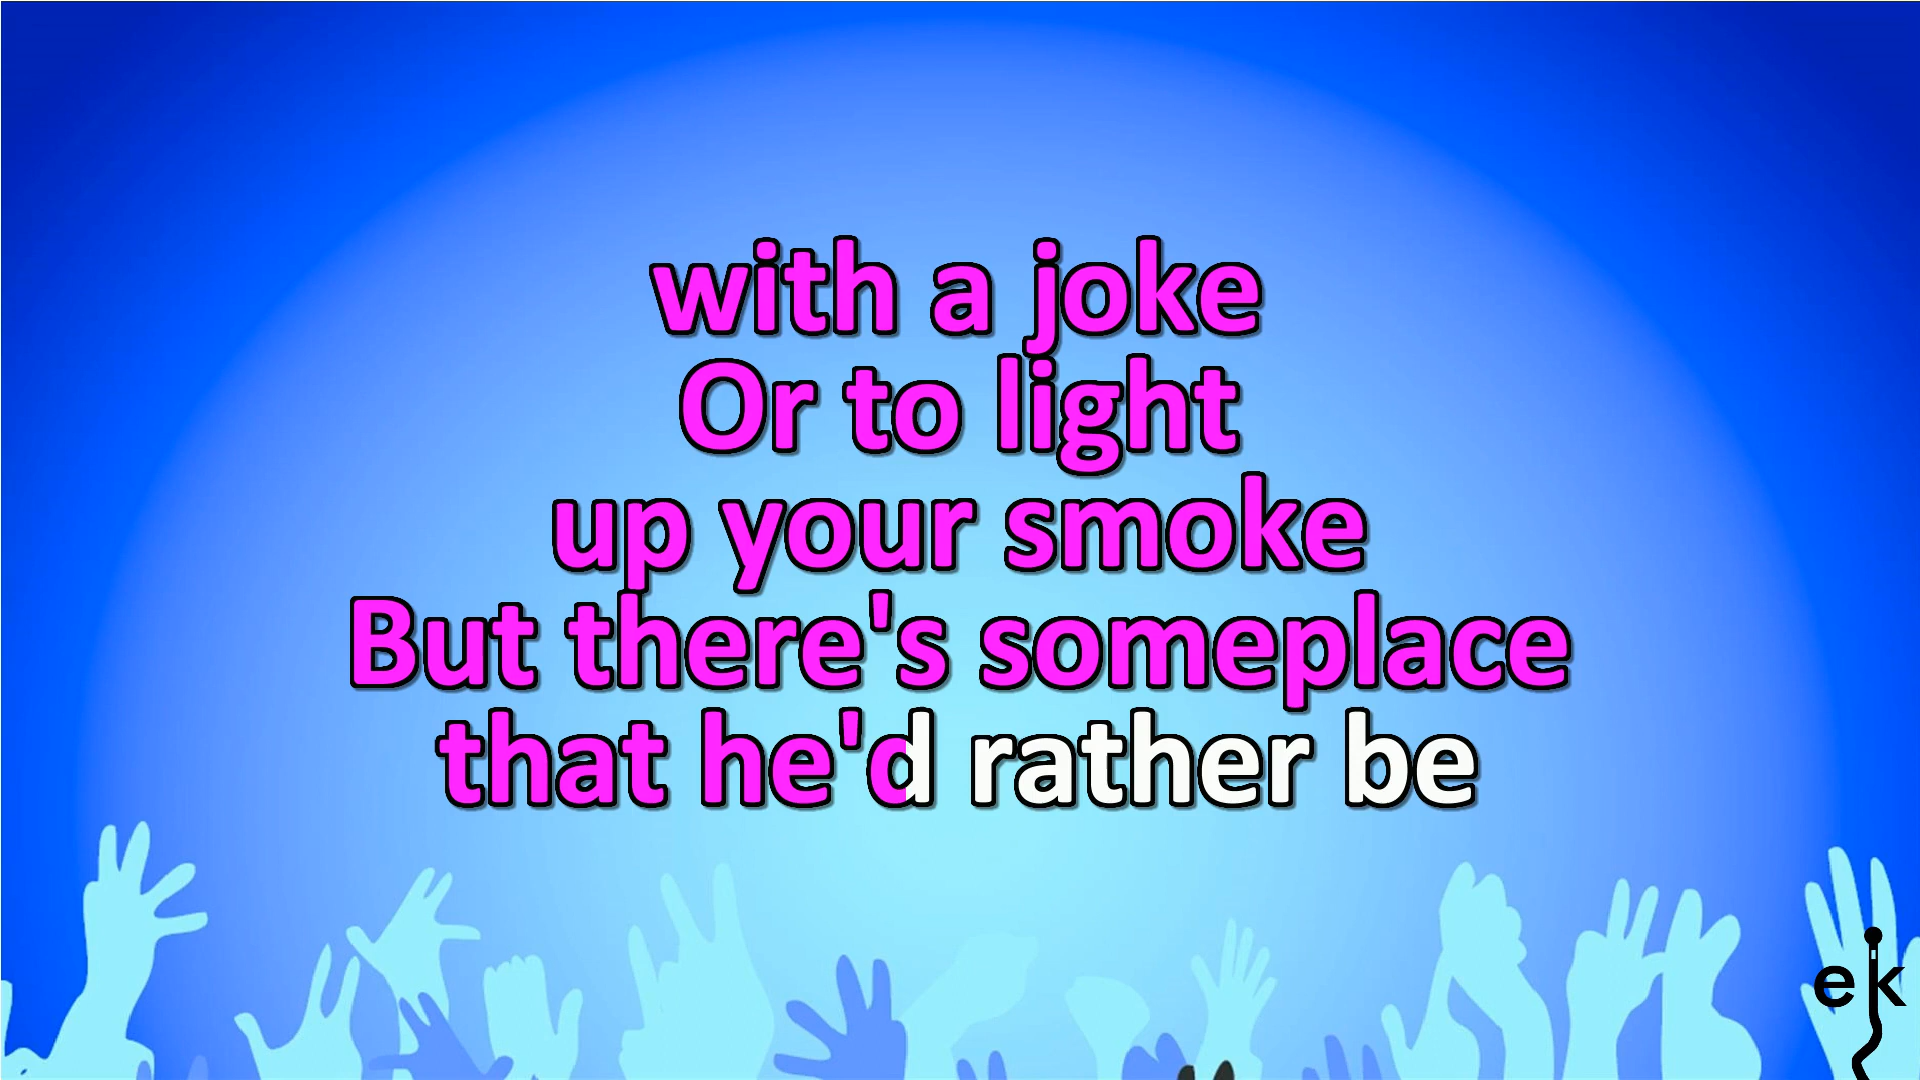 with a joke
Or to light
up your smoke
But there's someplace
that he'd rather be
ek